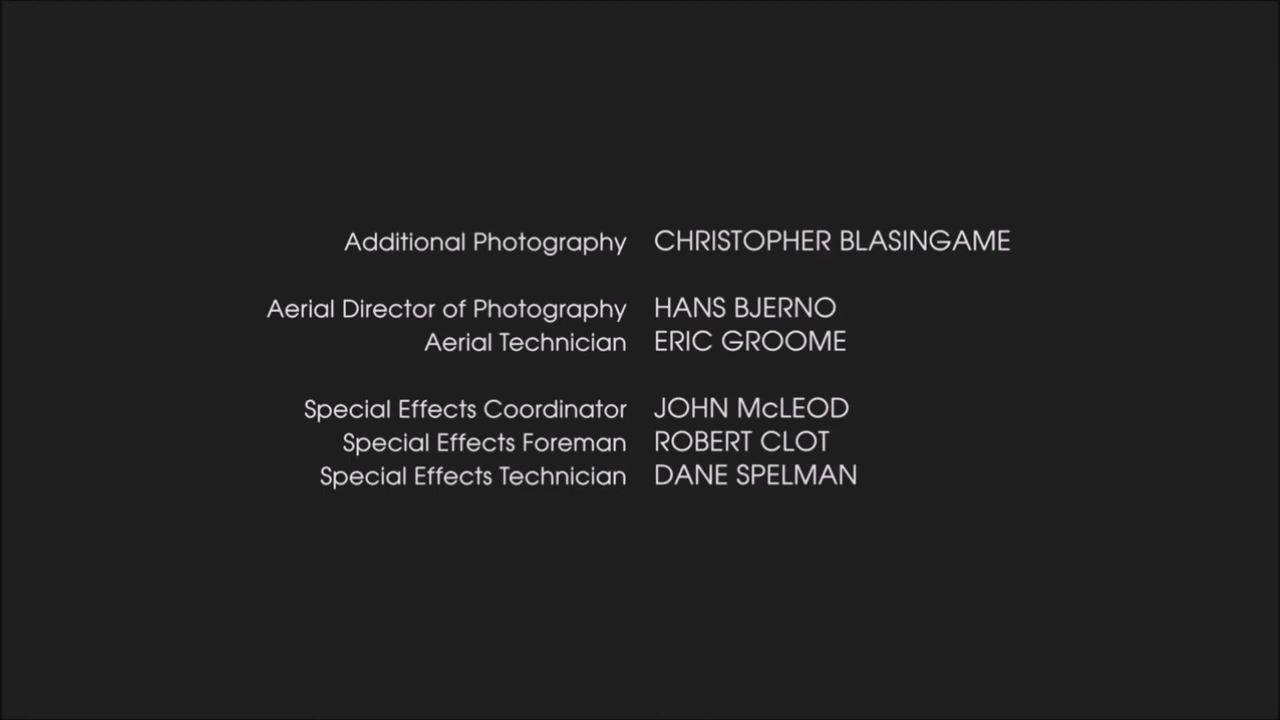 Additional Photography CHRISTOPHER BLASINGAME
Aerial Director of Photography HANS BJERNO
Aerial Technician ERIC GROOME
Special Effects Coordinator JOHN McLEOD
Special Effects Foreman ROBERT CLOT
Special Effects Technician DANE SPELMAN